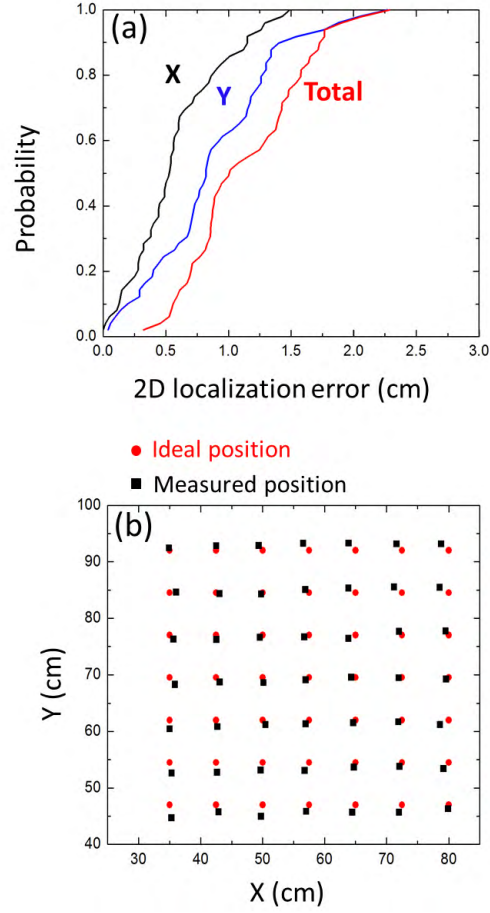 (a)
X
Y
Total
Probability
1.0
0.8
0.6
0.4
0.2
0.0
0.0 0.5 1.0 1.5 2.0 2.5 3.0
2D localization error (cm)
Ideal position
Measured position
(b)
Y (cm)
100
90
80
70
60
50
40
30 40 50 60 70 80
X (cm)